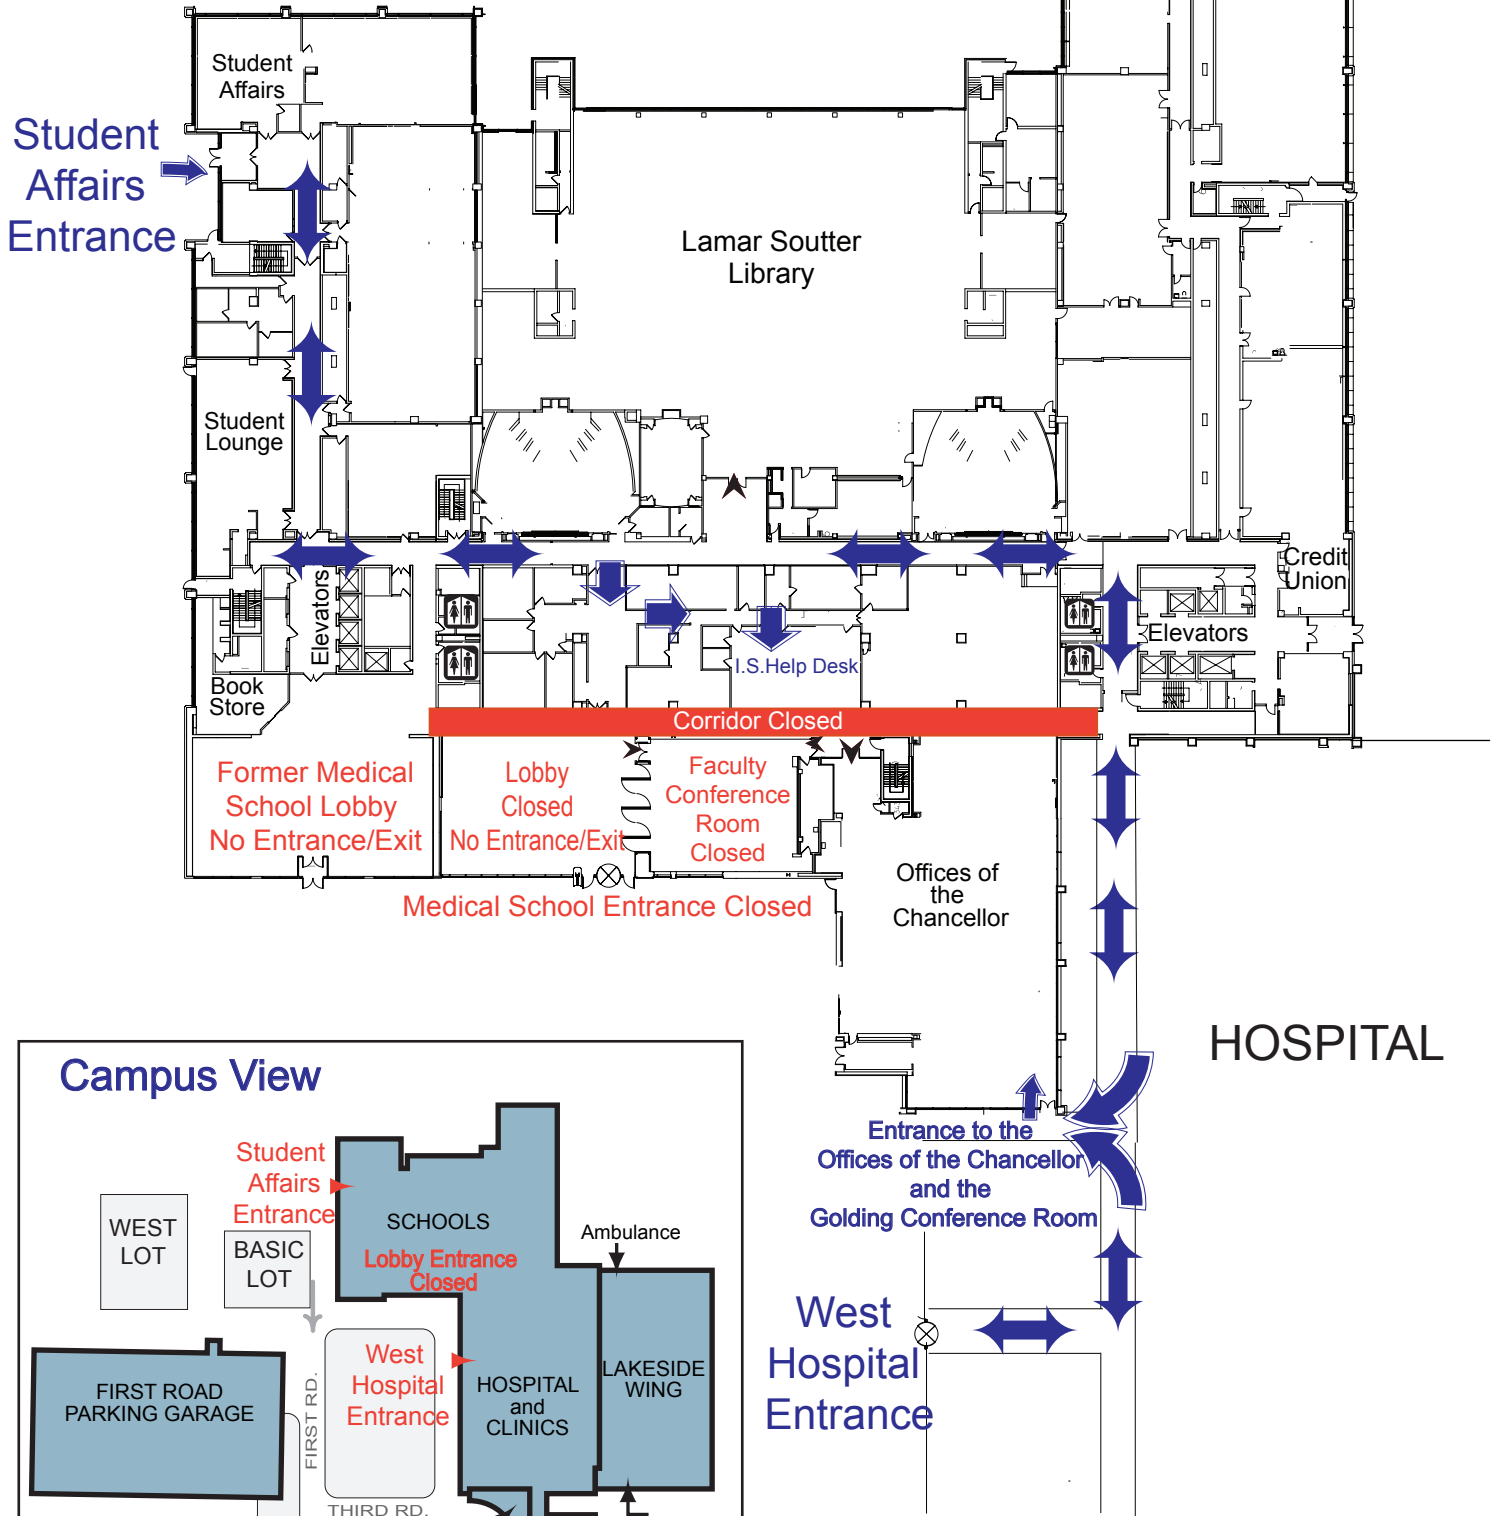 Student
Affairs
Student
Affairs
Entrance
Lamar Soutter
Library
Student
Lounge
Elevators
Credit
Union
Elevators
I.S.Help Desk
Book
Store
Corridor Closed
Former Medical
School Lobby
No Entrance/Exit
Lobby
Closed
No Entrance/Exit
Faculty
Conference
Room
Closed
Medical School Entrance Closed
Offices of
the
Chancellor
HOSPITAL
Entrance to the
Offices of the Chancellor
and the
Golding Conference Room
West
Hospital
Entrance
Campus View
Student
Affairs
Entrance
SCHOOLS
Lobby Entrance
Closed
Ambulance
WEST
LOT
BASIC
LOT
West
Hospital
Entrance
HOSPITAL
and
CLINICS
LAKESIDE
WING
FIRST ROAD
PARKING GARAGE
FIRST RD.
THIRD RD.